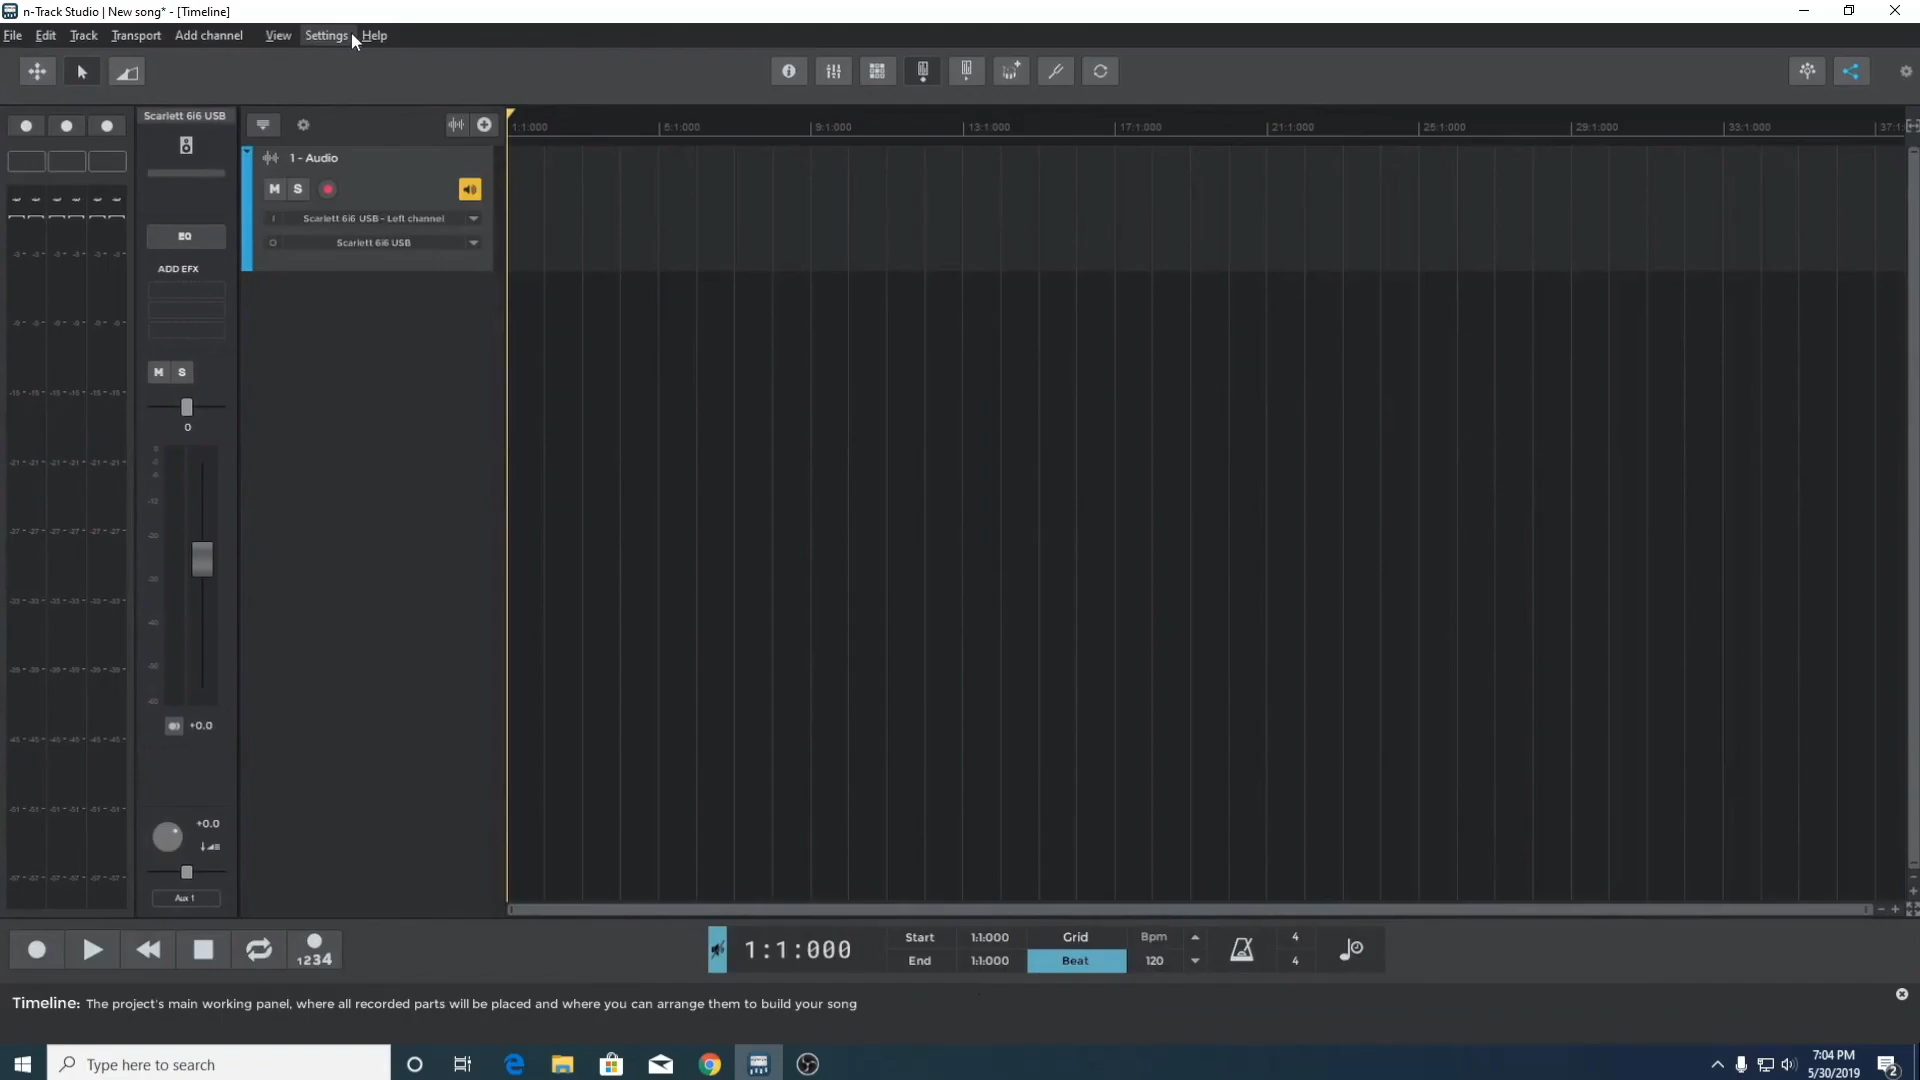 n-Track Studio | New song* - [Timeline]
File Edit Track Transport Add channel View Settings Help
Scarlett 6i6 USB
1:1:000 5:1:000 9:1:000 13:1:000 17:1:000 21:1:000 25:1:000 29:1:000 33:1:000 37:1:
1 - Audio
M S
I Scarlett 6i6 USB - Left channel
O Scarlett 6i6 USB
EQ
ADD EFX
M S
0
+0.0
+0.0
Aux 1
1234
1:1:000
Start 1:1:000 Grid Bpm 4
End 1:1:000 Beat 120 4
Timeline: The project's main working panel, where all recorded parts will be placed and where you can arrange them to build your song
Type here to search
7:04 PM
5/30/2019
2